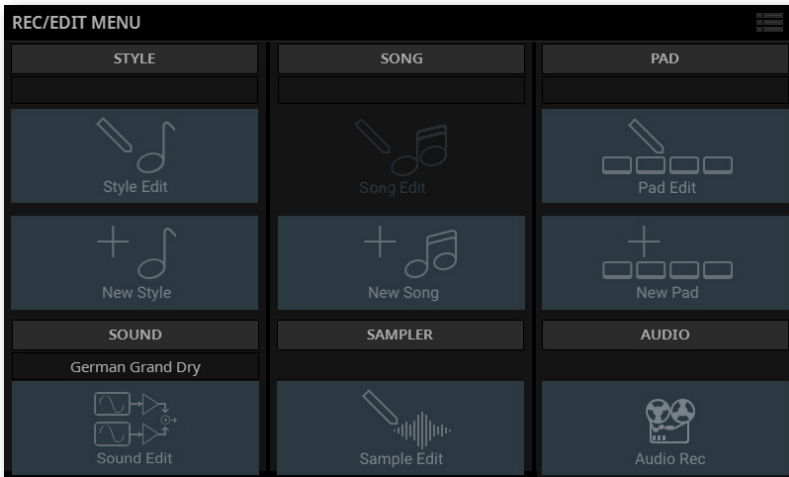 REC/EDIT MENU
STYLE
SONG
PAD
Style Edit
Song Edit
Pad Edit
New Style
New Song
New Pad
SOUND
SAMPLER
AUDIO
German Grand Dry
Sound Edit
Sample Edit
Audio Rec